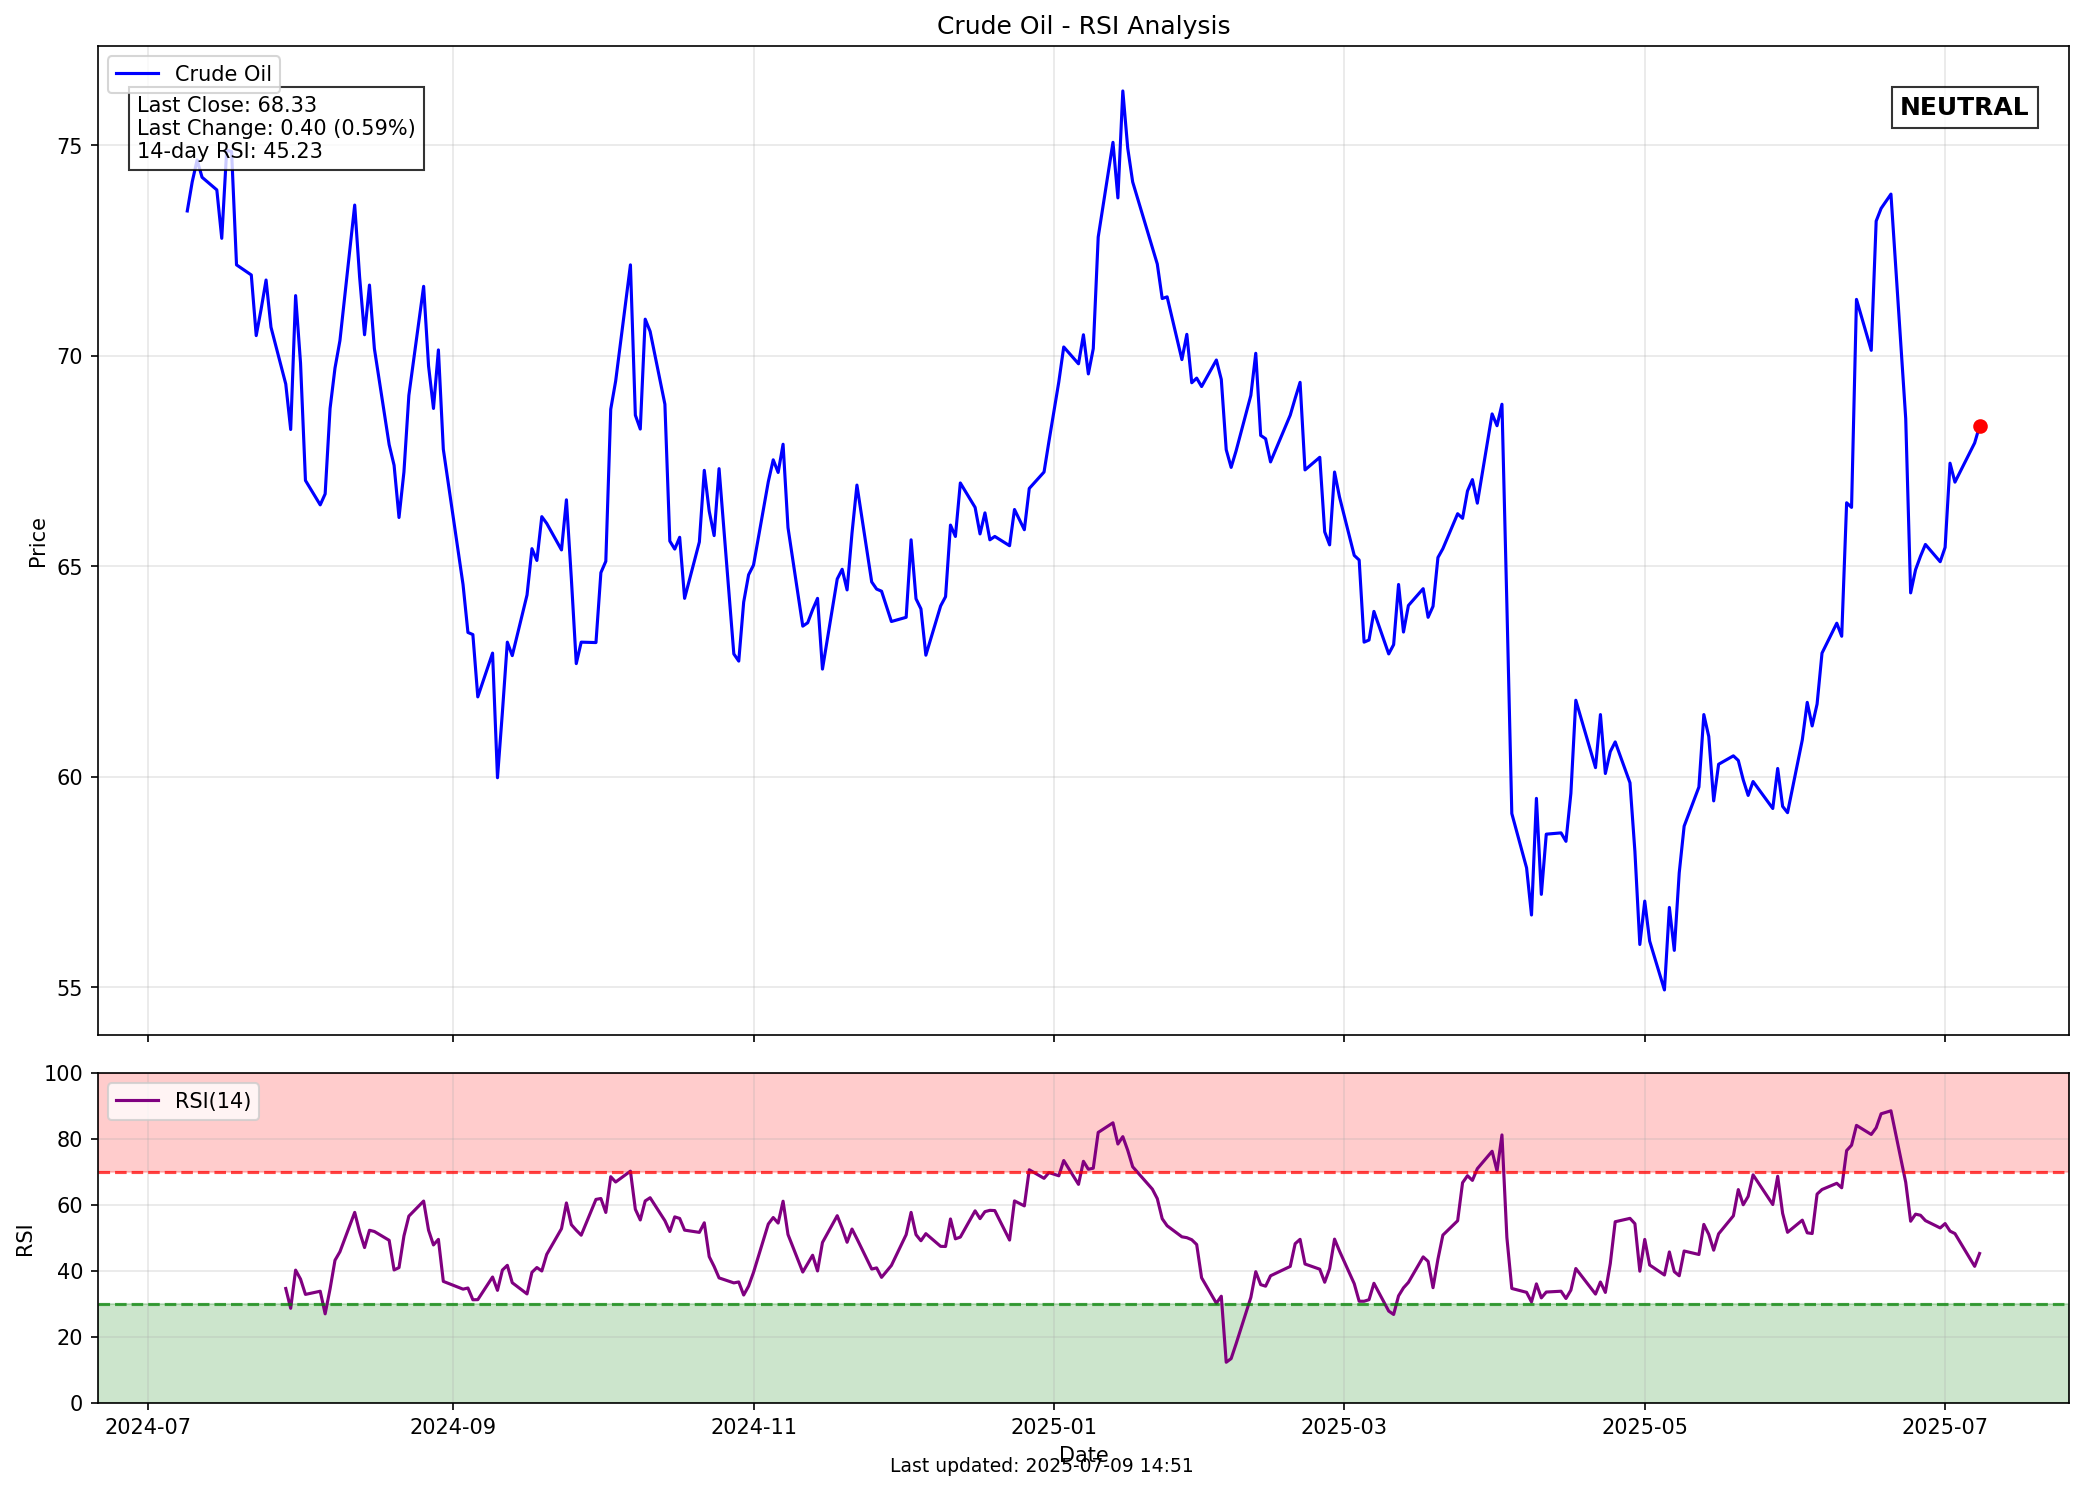 Crude Oil - RSI Analysis
Crude Oil
Last Close: 68.33
Last Change: 0.40 (0.59%)
14-day RSI: 45.23
NEUTRAL
75
70
65
60
55
Price
100
80
60
40
20
0
RSI
RSI(14)
2024-07
2024-09
2024-11
2025-01
2025-03
2025-05
2025-07
Date
Last updated: 2025-07-09 14:51